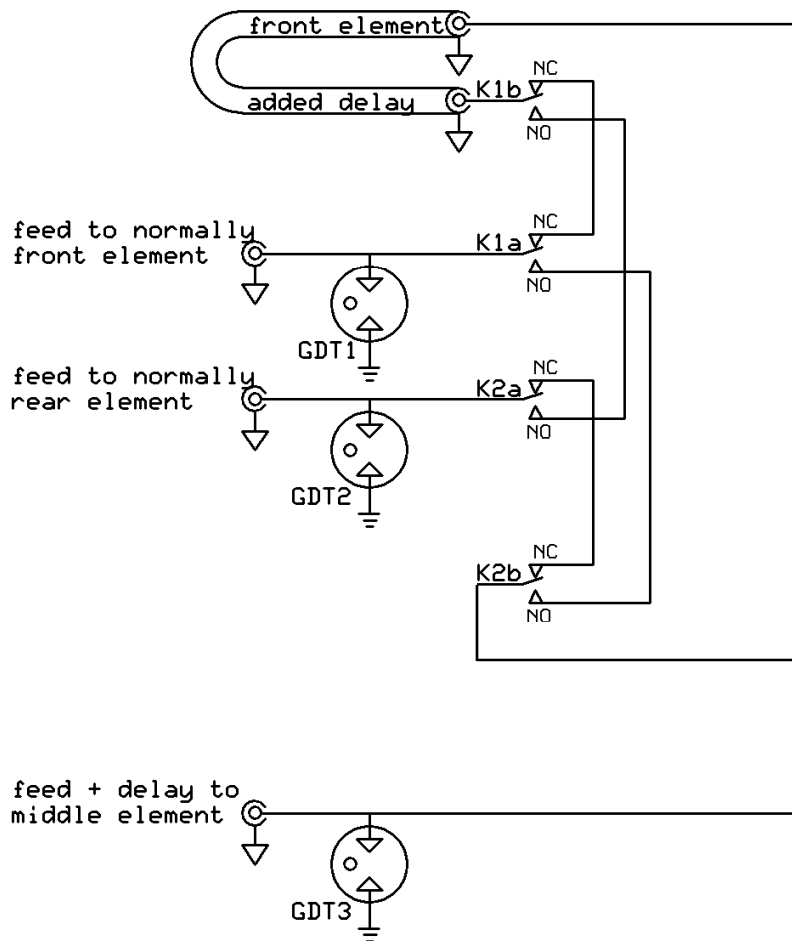 front element
NC
K1b
added delay
NO
feed to normally
front element
NC
K1a
NO
GDT1
feed to normally
rear element
NC
K2a
NO
GDT2
NC
K2b
NO
feed + delay to
middle element
GDT3